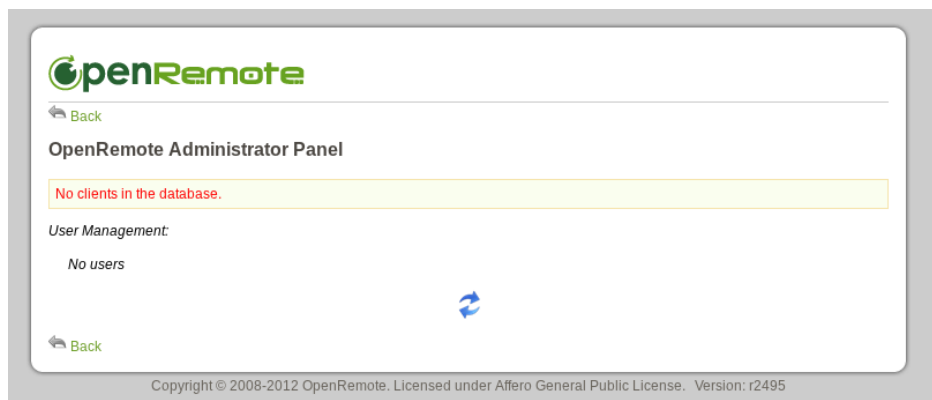 OpenRemote
Back
OpenRemote Administrator Panel
No clients in the database.
User Management:
No users
Back
Copyright © 2008-2012 OpenRemote. Licensed under Affero General Public License. Version: r2495